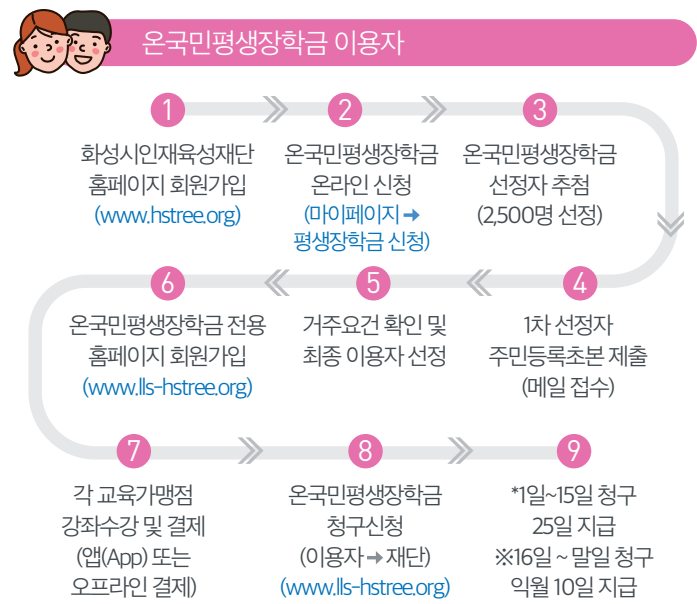 온국민평생장학금 이용자
1
화성시인재육성재단
홈페이지 회원가입
(www.hstree.org)
2
온국민평생장학금
온라인 신청
(마이페이지 ➔
평생장학금 신청)
3
온국민평생장학금
선정자 추첨
(2,500명 선정)
4
1차 선정자
주민등록초본 제출
(메일 접수)
5
거주요건 확인 및
최종 이용자 선정
6
온국민평생장학금 전용
홈페이지 회원가입
(www.lls-hstree.org)
7
각 교육가맹점
강좌수강 및 결제
(앱(App) 또는
오프라인 결제)
8
온국민평생장학금
청구신청
(이용자 ➔ 재단)
(www.lls-hstree.org)
9
*1일~15일 청구
25일 지급
※16일 ~ 말일 청구
익월 10일 지급